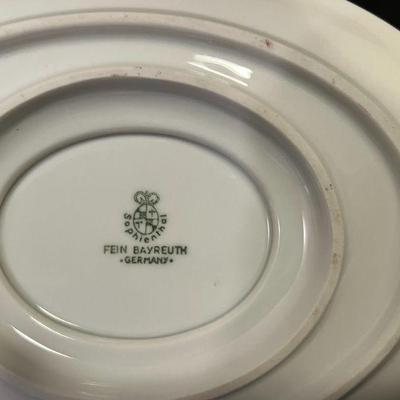 Sophienthal
FEIN BAYREUTH
•GERMANY•